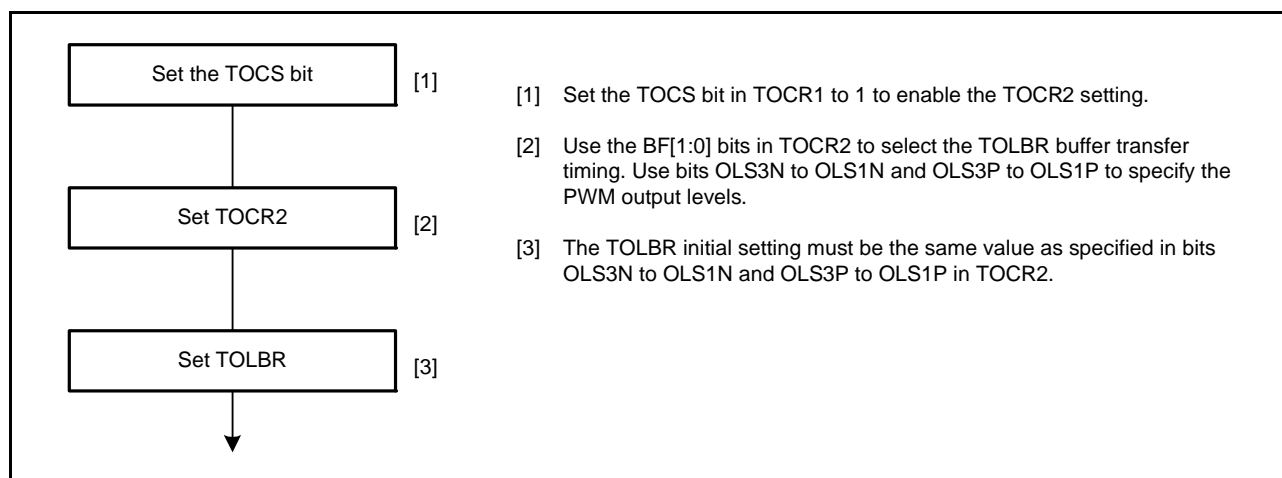 Set the TOCS bit
[1]
Set TOCR2
[2]
Set TOLBR
[3]
[1] Set the TOCS bit in TOCR1 to 1 to enable the TOCR2 setting.
[2] Use the BF[1:0] bits in TOCR2 to select the TOLBR buffer transfer
timing. Use bits OLS3N to OLS1N and OLS3P to OLS1P to specify the
PWM output levels.
[3] The TOLBR initial setting must be the same value as specified in bits
OLS3N to OLS1N and OLS3P to OLS1P in TOCR2.